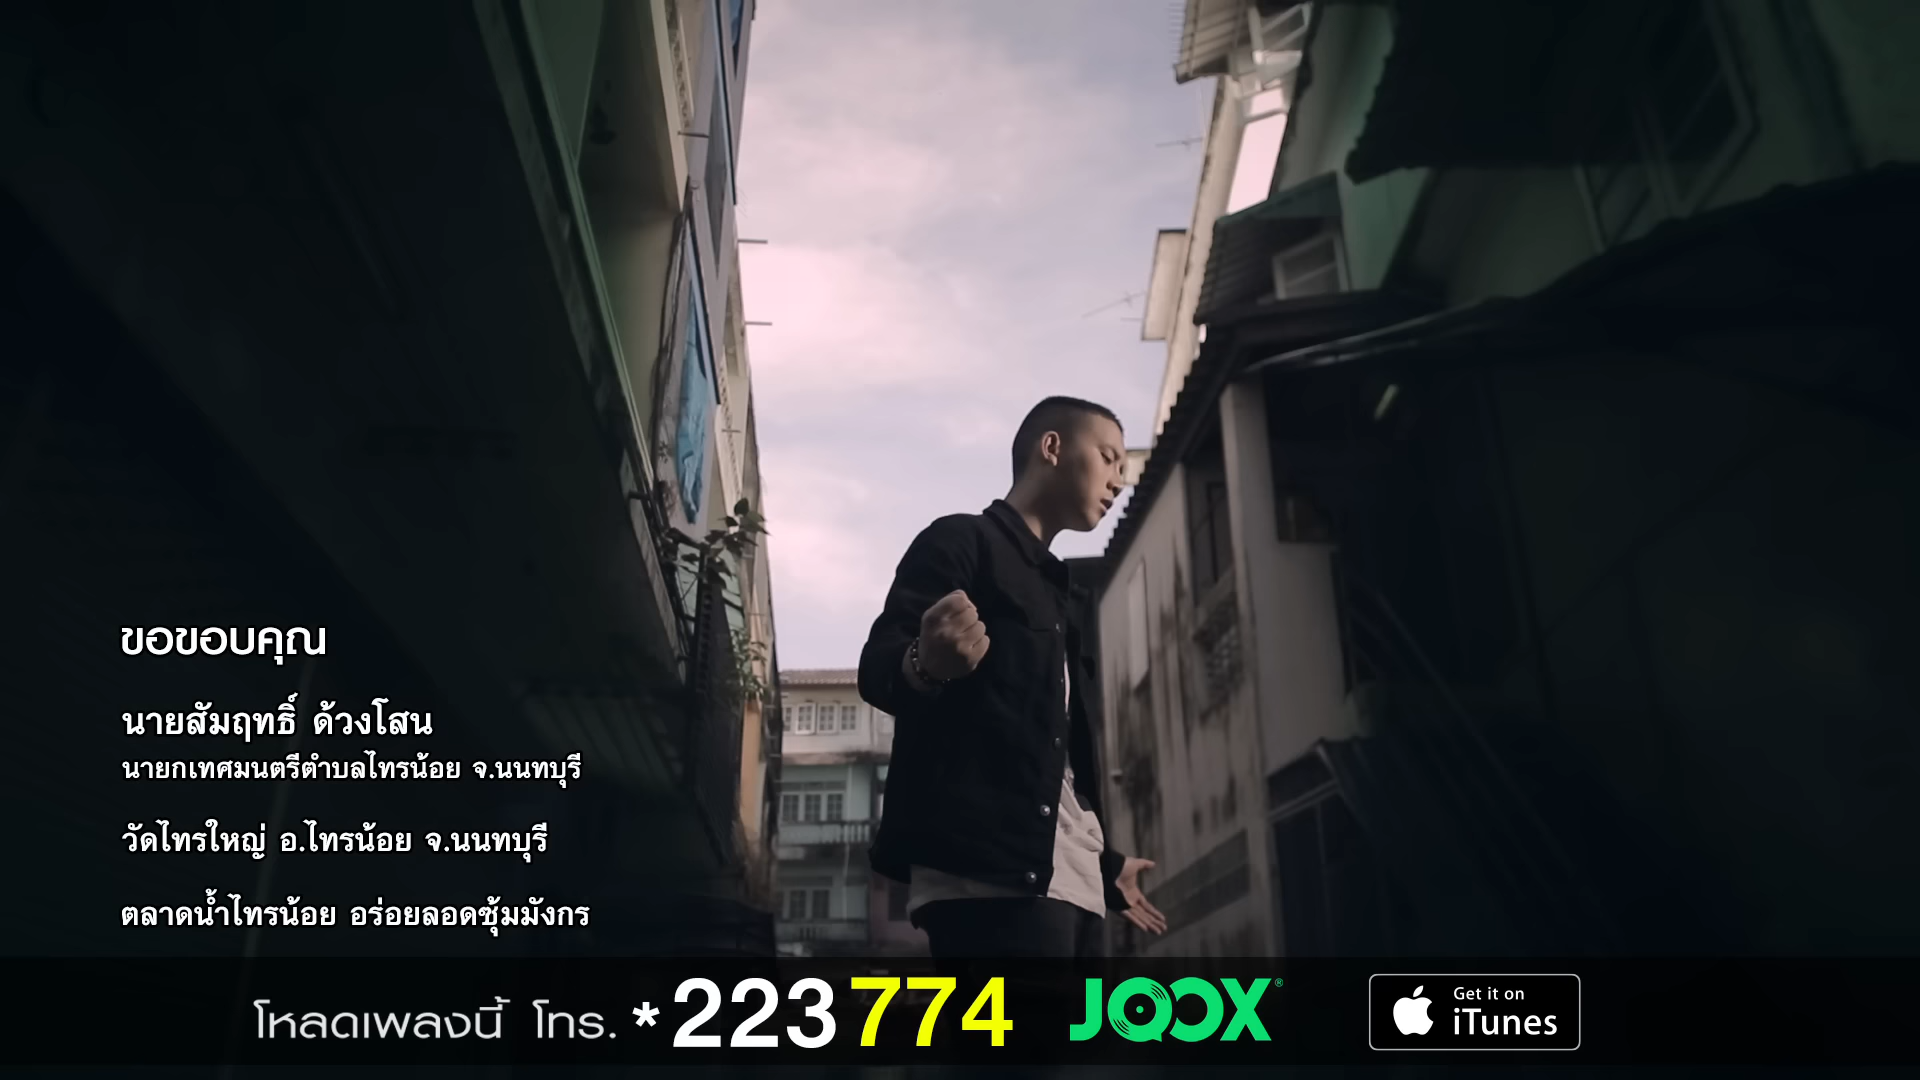 ขอขอบคุณ
นายสัมฤทธิ์ ด้วงโสน
นายกเทศมนตรีตำบลไทรน้อย จ.นนทบุรี
วัดไทรใหญ่ อ.ไทรน้อย จ.นนทบุรี
ตลาดน้ำไทรน้อย อร่อยลอดซุ้มมังกร
โหลดเพลงนี้ โทร. *223774 JOOX® Get it on iTunes